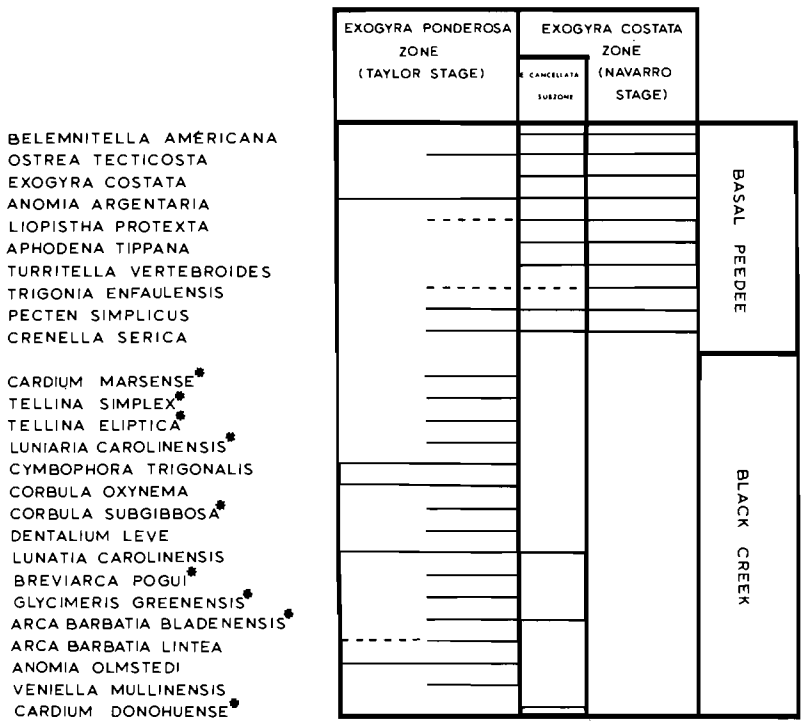 EXOGYRA PONDEROSA
ZONE
(TAYLOR STAGE)
EXOGYRA COSTATA
ZONE
(NAVARRO
STAGE)
E CANCELLATA
SUBZONE
BELEMNITELLA AMÉRICANA
OSTREA TECTICOSTA
EXOGYRA COSTATA
ANOMIA ARGENTARIA
LIOPISTHA PROTEXTA
APHODENA TIPPANA
TURRITELLA VERTEBROIDES
TRIGONIA ENFAULENSIS
PECTEN SIMPLICUS
CRENELLA SERICA
BASAL PEEDEE
CARDIUM MARSENSE*
TELLINA SIMPLEX*
TELLINA ELIPTICA*
LUNIARIA CAROLINENSIS*
CYMBOPHORA TRIGONALIS
CORBULA OXYNEMA
CORBULA SUBGIBBOSA*
DENTALIUM LEVE
LUNATIA CAROLINENSIS
BREVIARCA POGUI*
GLYCIMERIS GREENENSIS*
ARCA BARBATIA BLADENENSIS*
ARCA BARBATIA LINTEA
ANOMIA OLMSTEDI
VENIELLA MULLINENSIS
CARDIUM DONOHUENSE*
BLACK CREEK